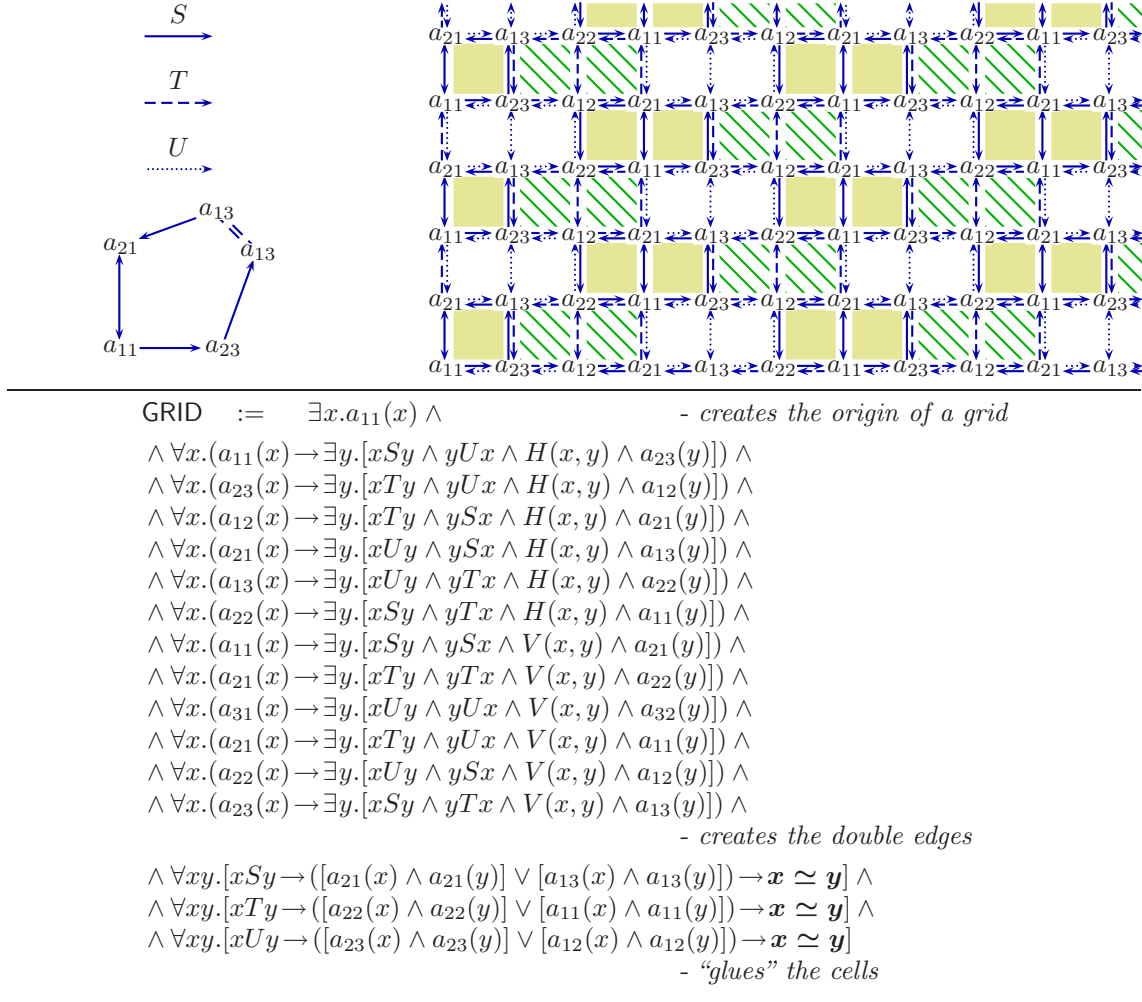 S
T
U
a₁₃
a₂₁ a₁₃
a₁₁ a₂₃
a₂₁ a₁₃ a₂₂ a₁₁ a₂₃ a₁₂ a₂₁ a₁₃ a₂₂ a₁₁ a₂₃
a₁₁ a₂₃ a₁₂ a₂₁ a₁₃ a₂₂ a₁₁ a₂₃ a₁₂ a₂₁ a₁₃
a₂₁ a₁₃ a₂₂ a₁₁ a₂₃ a₁₂ a₂₁ a₁₃ a₂₂ a₁₁ a₂₃
a₁₁ a₂₃ a₁₂ a₂₁ a₁₃ a₂₂ a₁₁ a₂₃ a₁₂ a₂₁ a₁₃
a₂₁ a₁₃ a₂₂ a₁₁ a₂₃ a₁₂ a₂₁ a₁₃ a₂₂ a₁₁ a₂₃
a₁₁ a₂₃ a₁₂ a₂₁ a₁₃ a₂₂ a₁₁ a₂₃ a₁₂ a₂₁ a₁₃
GRID := ∃x.a₁₁(x) ∧ - creates the origin of a grid
∧ ∀x.(a₁₁(x)→∃y.[xSy ∧ yUx ∧ H(x, y) ∧ a₂₃(y)]) ∧
∧ ∀x.(a₂₃(x)→∃y.[xTy ∧ yUx ∧ H(x, y) ∧ a₁₂(y)]) ∧
∧ ∀x.(a₁₂(x)→∃y.[xTy ∧ ySx ∧ H(x, y) ∧ a₂₁(y)]) ∧
∧ ∀x.(a₂₁(x)→∃y.[xUy ∧ ySx ∧ H(x, y) ∧ a₁₃(y)]) ∧
∧ ∀x.(a₁₃(x)→∃y.[xUy ∧ yTx ∧ H(x, y) ∧ a₂₂(y)]) ∧
∧ ∀x.(a₂₂(x)→∃y.[xSy ∧ yTx ∧ H(x, y) ∧ a₁₁(y)]) ∧
∧ ∀x.(a₁₁(x)→∃y.[xSy ∧ ySx ∧ V(x, y) ∧ a₂₁(y)]) ∧
∧ ∀x.(a₂₁(x)→∃y.[xTy ∧ yTx ∧ V(x, y) ∧ a₂₂(y)]) ∧
∧ ∀x.(a₃₁(x)→∃y.[xUy ∧ yUx ∧ V(x, y) ∧ a₃₂(y)]) ∧
∧ ∀x.(a₂₁(x)→∃y.[xTy ∧ yUx ∧ V(x, y) ∧ a₁₁(y)]) ∧
∧ ∀x.(a₂₂(x)→∃y.[xUy ∧ ySx ∧ V(x, y) ∧ a₁₂(y)]) ∧
∧ ∀x.(a₂₃(x)→∃y.[xSy ∧ yTx ∧ V(x, y) ∧ a₁₃(y)]) ∧
- creates the double edges
∧ ∀xy.[xSy→([a₂₁(x) ∧ a₂₁(y)] ∨ [a₁₃(x) ∧ a₁₃(y)])→x ≃ y] ∧
∧ ∀xy.[xTy→([a₂₂(x) ∧ a₂₂(y)] ∨ [a₁₁(x) ∧ a₁₁(y)])→x ≃ y] ∧
∧ ∀xy.[xUy→([a₂₃(x) ∧ a₂₃(y)] ∨ [a₁₂(x) ∧ a₁₂(y)])→x ≃ y]
- “glues” the cells